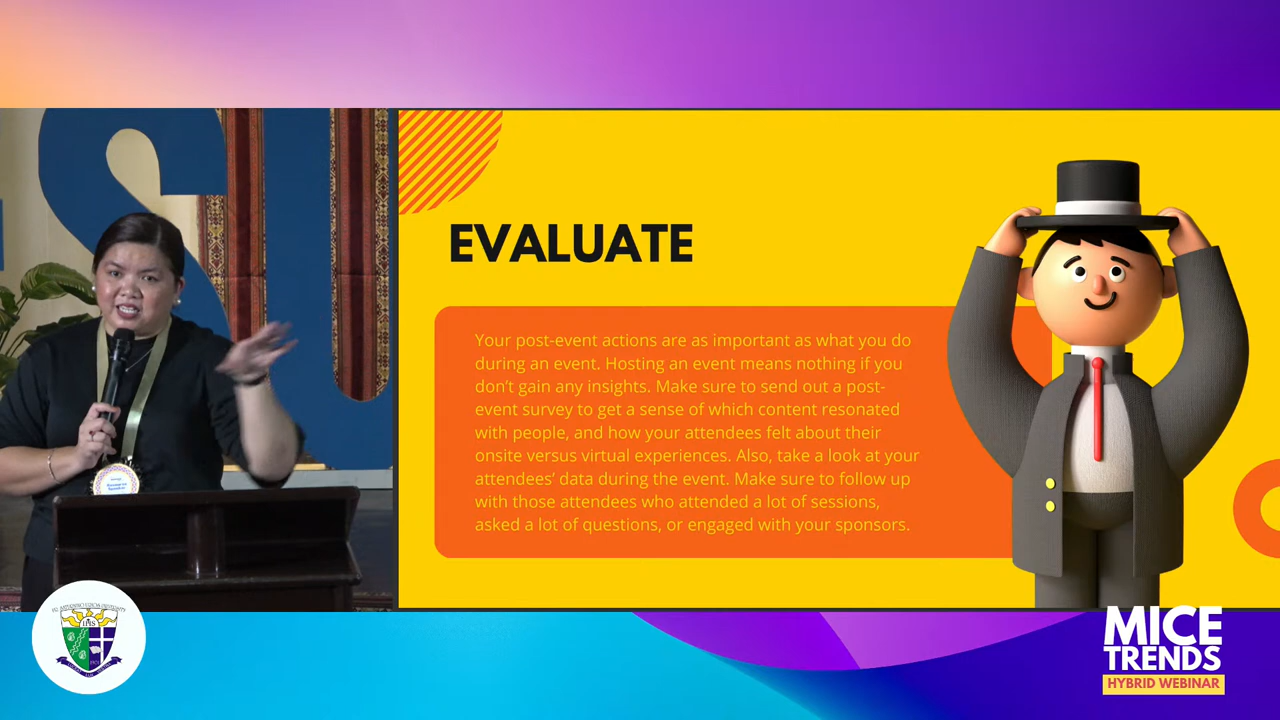 EVALUATE
Your post-event actions are as important as what you do
during an event. Hosting an event means nothing if you
don't gain any insights. Make sure to send out a post-
event survey to get a sense of which content resonated
with people, and how your attendees felt about their
onsite versus virtual experiences. Also, take a look at your
attendees' data during the event. Make sure to follow up
with those attendees who attended a lot of sessions,
asked a lot of questions, or engaged with your sponsors.
IHS
MICE
TRENDS
HYBRID WEBINAR